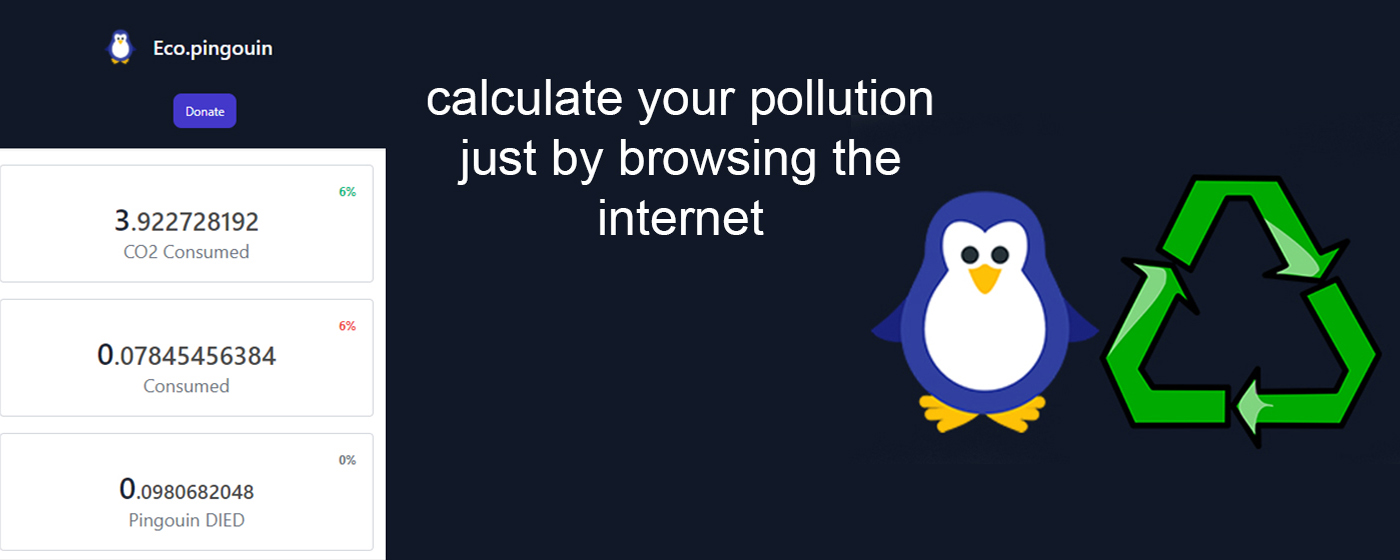 Eco.pingouin
Donate
6%
3.922728192
CO2 Consumed
6%
0.07845456384
Consumed
0%
0.0980682048
Pingouin DIED
calculate your pollution
just by browsing the
internet